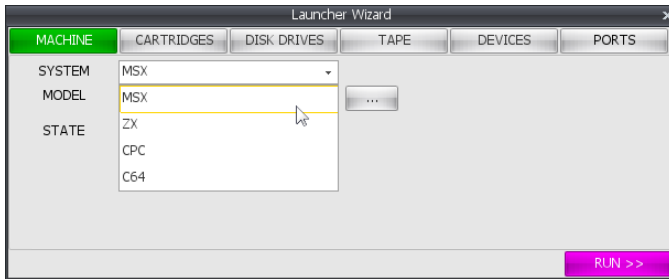 Launcher Wizard x
MACHINE CARTRIDGES DISK DRIVES TAPE DEVICES PORTS
SYSTEM MSX
MODEL MSX ...
STATE ZX
CPC
C64
RUN >>